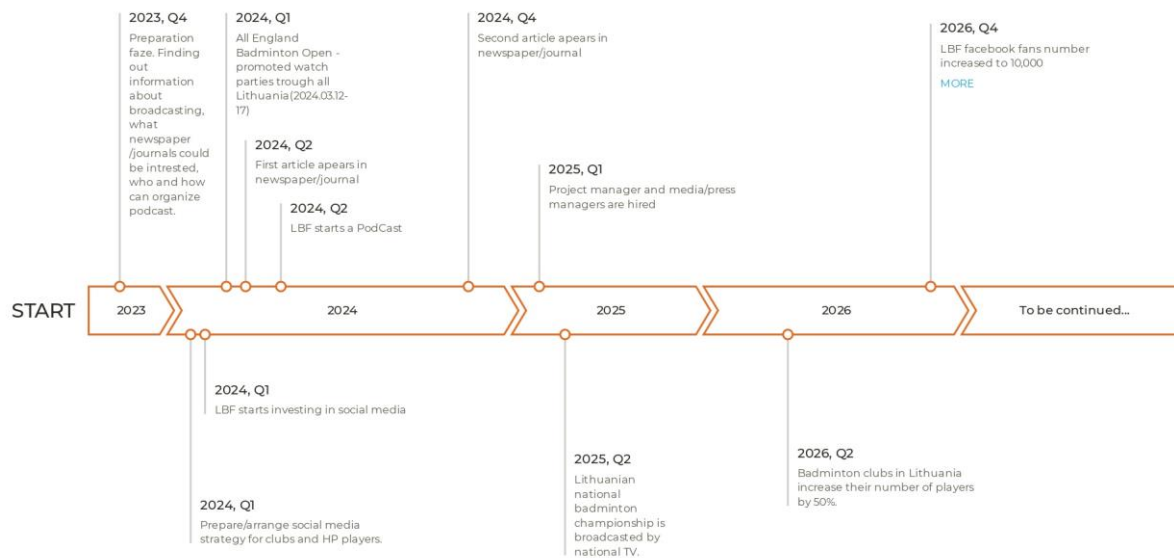 2023, Q4
Preparation
faze. Finding
out
information
about
broadcasting,
what
newspaper
/journals could
be intrested,
who and how
can organize
podcast.
2024, Q1
All England
Badminton Open -
promoted watch
parties trough all
Lithuania(2024.03.12-
17)
2024, Q2
First article apears in
newspaper/journal
2024, Q2
LBF starts a PodCast
2024, Q4
Second article apears in
newspaper/journal
2025, Q1
Project manager and media/press
managers are hired
2026, Q4
LBF facebook fans number
increased to 10,000
MORE
START
2023
2024
2025
2026
To be continued...
2024, Q1
LBF starts investing in social media
2024, Q1
Prepare/arrange social media
strategy for clubs and HP players.
2025, Q2
Lithuanian
national
badminton
championship is
broadcasted by
national TV.
2026, Q2
Badminton clubs in Lithuania
increase their number of players
by 50%.